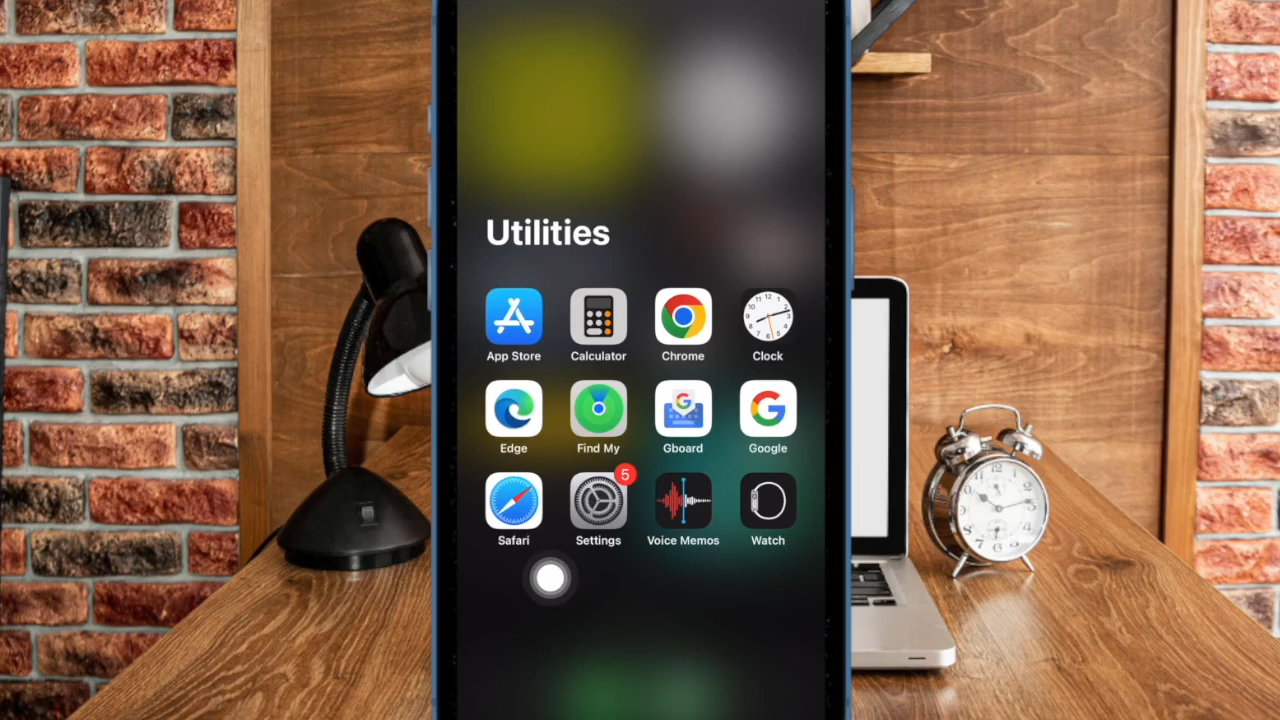 Utilities
App Store Calculator Chrome Clock
Edge Find My Gboard Google
5
Safari Settings Voice Memos Watch